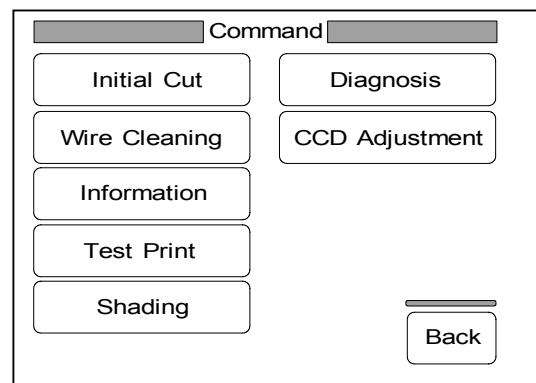 Command
Initial Cut
Diagnosis
Wire Cleaning
CCD Adjustment
Information
Test Print
Shading
Back